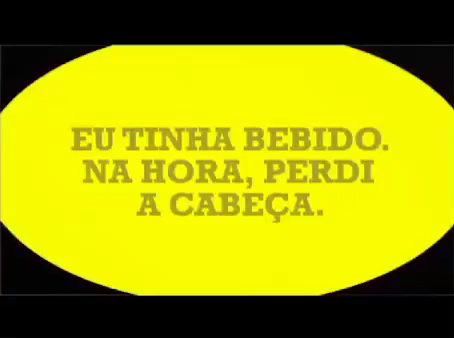 EU TINHA BEBIDO.
NA HORA, PERDI
A CABEÇA.